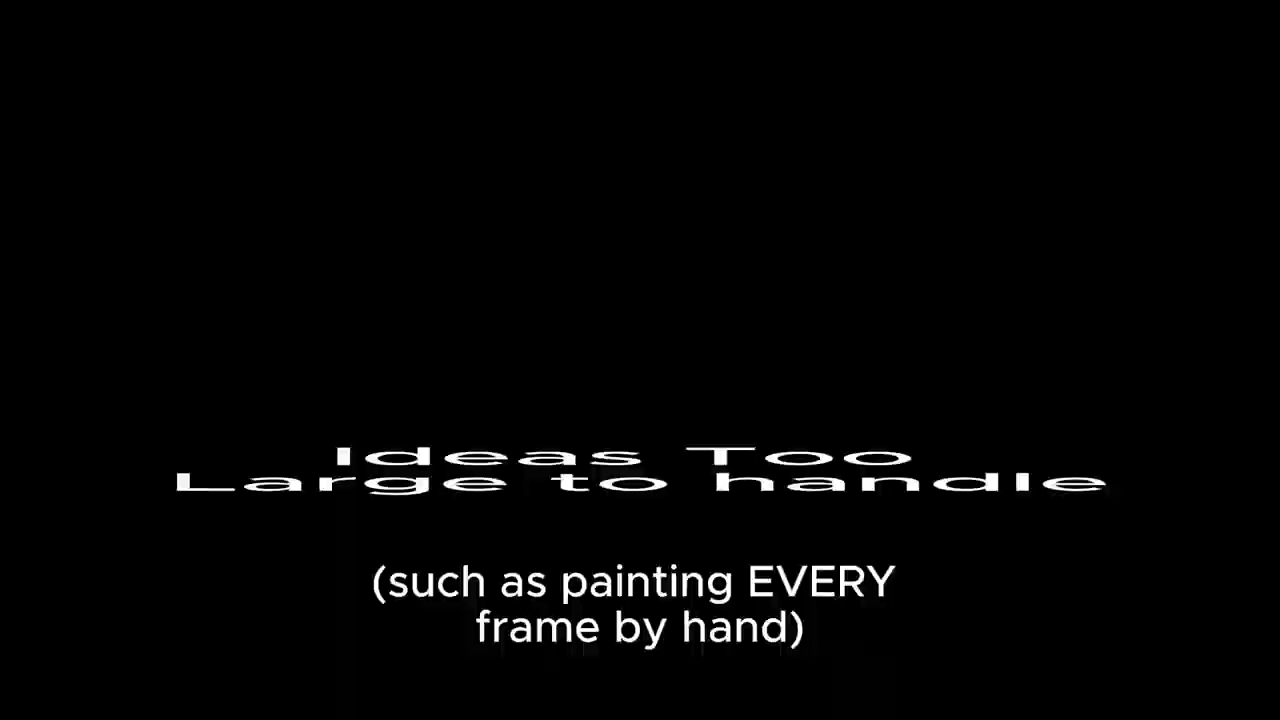 Ideas Too
Large to handle
(such as painting EVERY
frame by hand)